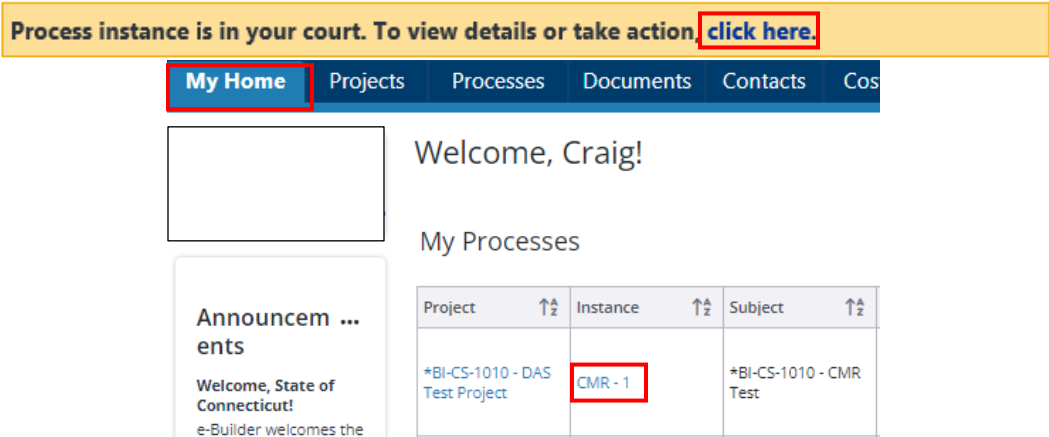 Process instance is in your court. To view details or take action, click here.
My Home Projects Processes Documents Contacts Cos
Welcome, Craig!
My Processes
Announcem ...
ents
Welcome, State of
Connecticut!
e-Builder welcomes the
Project Instance Subject
*BI-CS-1010 - DAS
Test Project
CMR - 1
*BI-CS-1010 - CMR
Test